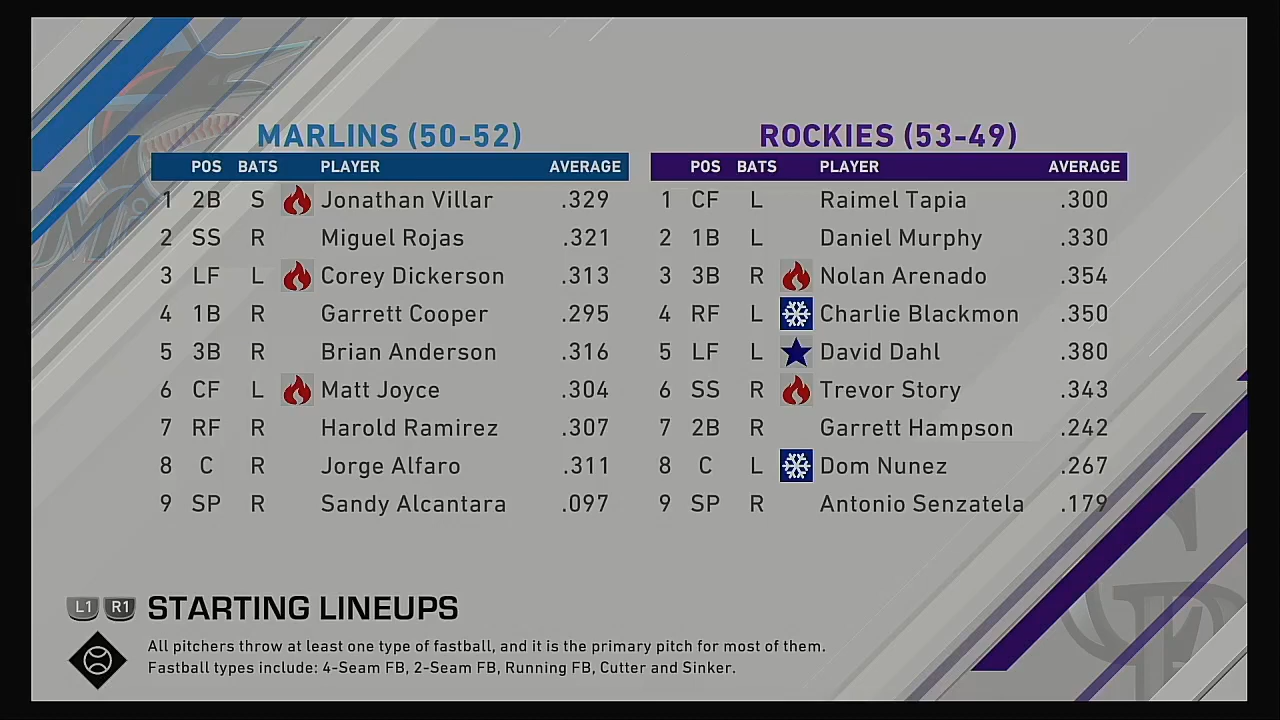 MARLINS (50-52)
POS BATS PLAYER AVERAGE
1 2B S Jonathan Villar .329
2 SS R Miguel Rojas .321
3 LF L Corey Dickerson .313
4 1B R Garrett Cooper .295
5 3B R Brian Anderson .316
6 CF L Matt Joyce .304
7 RF R Harold Ramirez .307
8 C R Jorge Alfaro .311
9 SP R Sandy Alcantara .097
ROCKIES (53-49)
POS BATS PLAYER AVERAGE
1 CF L Raimel Tapia .300
2 1B L Daniel Murphy .330
3 3B R Nolan Arenado .354
4 RF L Charlie Blackmon .350
5 LF L David Dahl .380
6 SS R Trevor Story .343
7 2B R Garrett Hampson .242
8 C L Dom Nunez .267
9 SP R Antonio Senzatela .179
L1 R1 STARTING LINEUPS
All pitchers throw at least one type of fastball, and it is the primary pitch for most of them.
Fastball types include: 4-Seam FB, 2-Seam FB, Running FB, Cutter and Sinker.